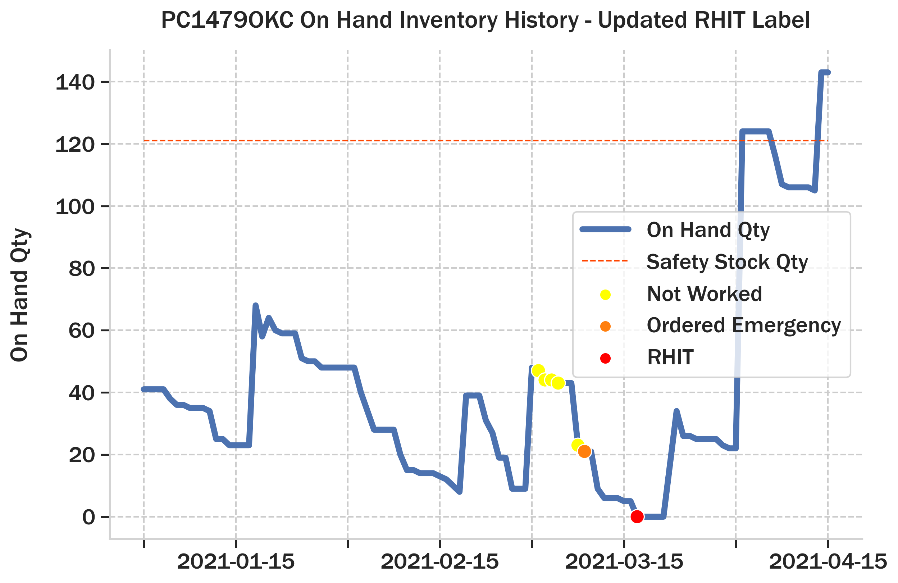 PC1479OKC On Hand Inventory History - Updated RHIT Label
On Hand Qty
140
120
100
80
60
40
20
0
On Hand Qty
Safety Stock Qty
Not Worked
Ordered Emergency
RHIT
2021-01-15
2021-02-15
2021-03-15
2021-04-15